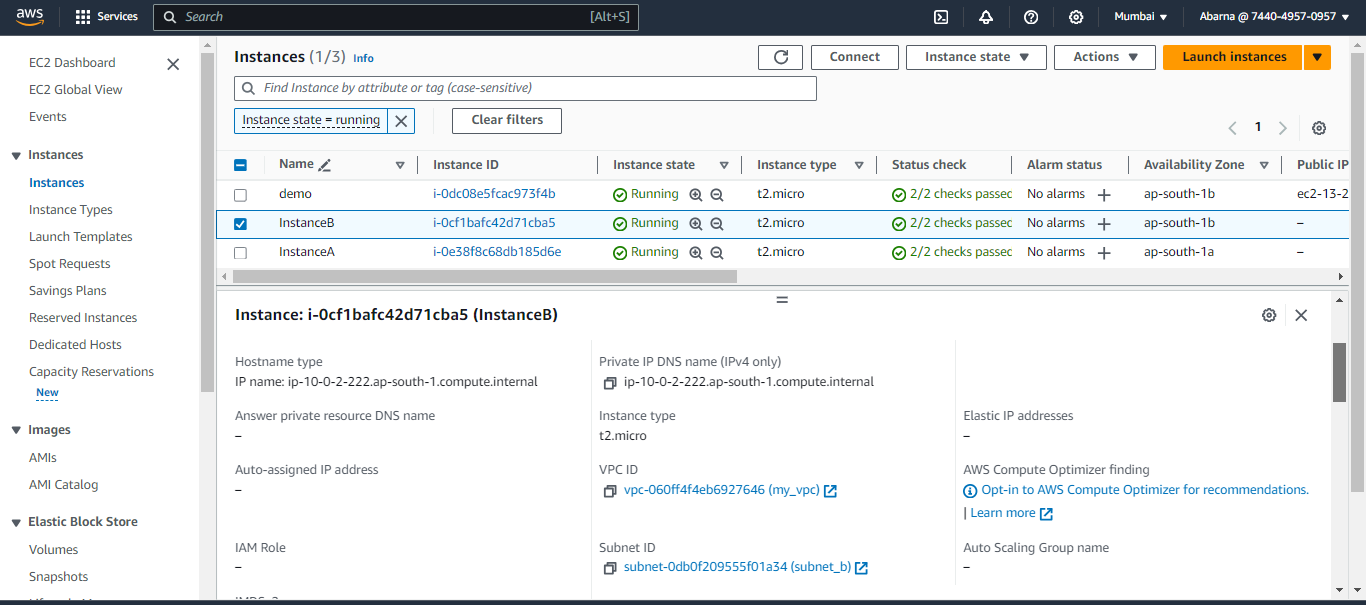 aws Services Search [Alt+S] Mumbai ▼ Abarna @ 7440-4957-0957 ▼
EC2 Dashboard
EC2 Global View
Events
Instances
Instances
Instance Types
Launch Templates
Spot Requests
Savings Plans
Reserved Instances
Dedicated Hosts
Capacity Reservations
New
Images
AMIs
AMI Catalog
Elastic Block Store
Volumes
Snapshots
Instances (1/3) Info
Connect Instance state ▼ Actions ▼ Launch instances ▼
Find Instance by attribute or tag (case-sensitive)
Instance state = running Clear filters
1
Name Instance ID Instance state Instance type Status check Alarm status Availability Zone Public IP
demo i-0dc08e5fcac973f4b Running t2.micro 2/2 checks passed No alarms + ap-south-1b ec2-13-2
InstanceB i-0cf1bafc42d71cba5 Running t2.micro 2/2 checks passed No alarms + ap-south-1b –
InstanceA i-0e38f8c68db185d6e Running t2.micro 2/2 checks passed No alarms + ap-south-1a –
Instance: i-0cf1bafc42d71cba5 (InstanceB)
Hostname type
IP name: ip-10-0-2-222.ap-south-1.compute.internal
Private IP DNS name (IPv4 only)
ip-10-0-2-222.ap-south-1.compute.internal
Answer private resource DNS name
–
Instance type
t2.micro
Elastic IP addresses
–
Auto-assigned IP address
–
VPC ID
vpc-060ff4f4eb6927646 (my_vpc)
AWS Compute Optimizer finding
Opt-in to AWS Compute Optimizer for recommendations.
| Learn more
IAM Role
–
Subnet ID
subnet-0db0f209555f01a34 (subnet_b)
Auto Scaling Group name
–